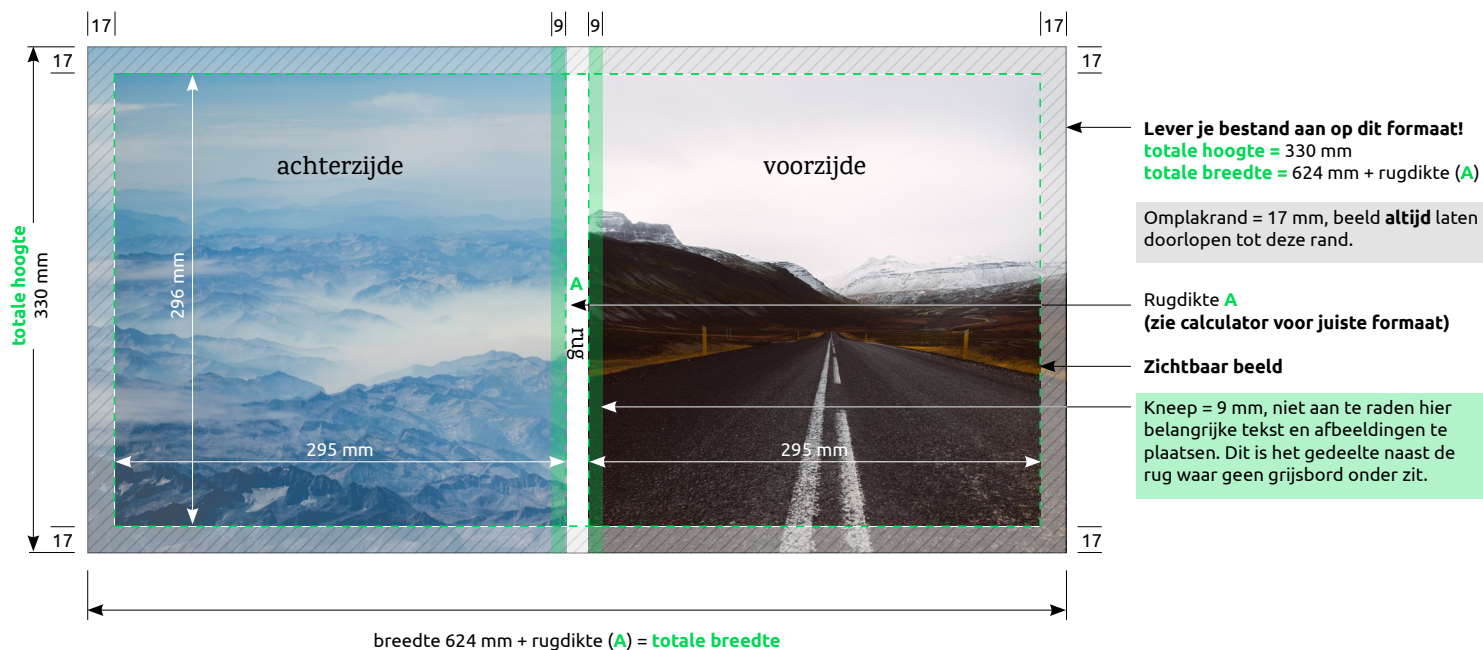 17
9
9
17
17
17
achterzijde
voorzijde
Lever je bestand aan op dit formaat!
totale hoogte = 330 mm
totale breedte = 624 mm + rugdikte (A)
Omplakrand = 17 mm, beeld altijd laten
doorlopen tot deze rand.
totale hoogte
330 mm
296 mm
A
rug
Rugdikte A
(zie calculator voor juiste formaat)
Zichtbaar beeld
Kneep = 9 mm, niet aan te raden hier
belangrijke tekst en afbeeldingen te
plaatsen. Dit is het gedeelte naast de
rug waar geen grijsbord onder zit.
295 mm
295 mm
17
17
breedte 624 mm + rugdikte (A) = totale breedte